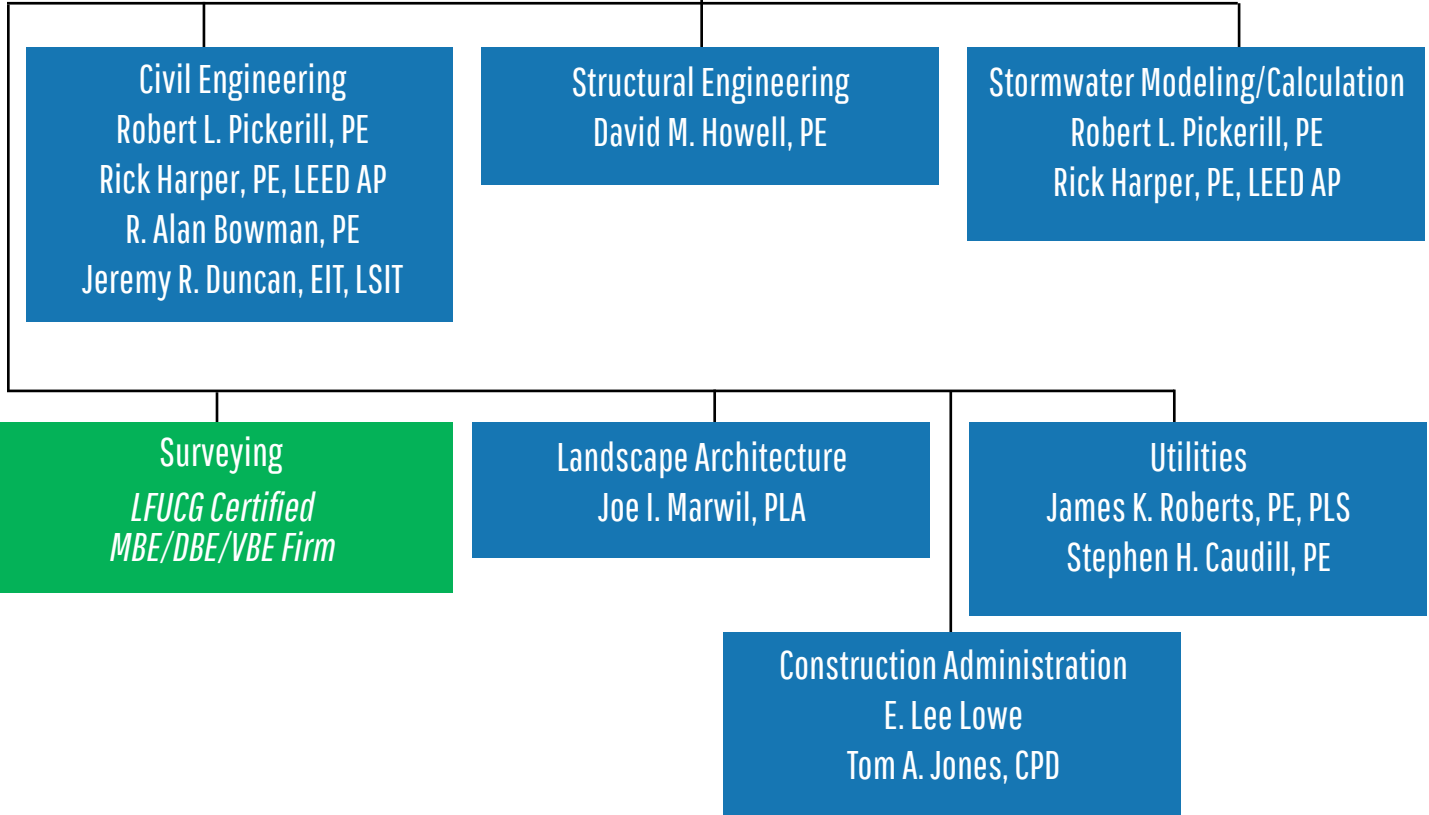 Civil Engineering
Robert L. Pickerill, PE
Rick Harper, PE, LEED AP
R. Alan Bowman, PE
Jeremy R. Duncan, EIT, LSIT
Structural Engineering
David M. Howell, PE
Stormwater Modeling/Calculation
Robert L. Pickerill, PE
Rick Harper, PE, LEED AP
Surveying
LFUCG Certified
MBE/DBE/VBE Firm
Landscape Architecture
Joe I. Marwil, PLA
Utilities
James K. Roberts, PE, PLS
Stephen H. Caudill, PE
Construction Administration
E. Lee Lowe
Tom A. Jones, CPD